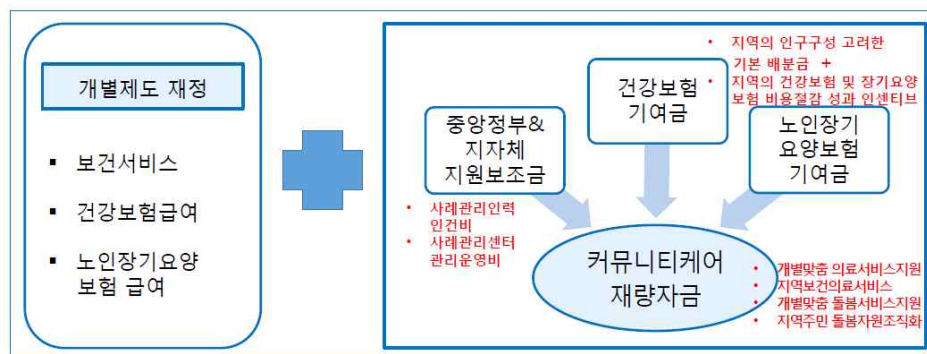 개별제도 재정
▪ 보건서비스
▪ 건강보험급여
▪ 노인장기요양
보험 급여
• 지역의 인구구성 고려한
기본 배분금 +
• 지역의 건강보험 및 장기요양
보험 비용절감 성과 인센티브
건강보험
기여금
중앙정부&
지자체
지원보조금
노인장기
요양보험
기여금
• 사례관리인력
인건비
• 사례관리센터
관리운영비
커뮤니티케어
재량자금
• 개별맞춤 의료서비스지원
• 지역보건의료서비스
• 개별맞춤 돌봄서비스지원
• 지역주민 돌봄자원조직화